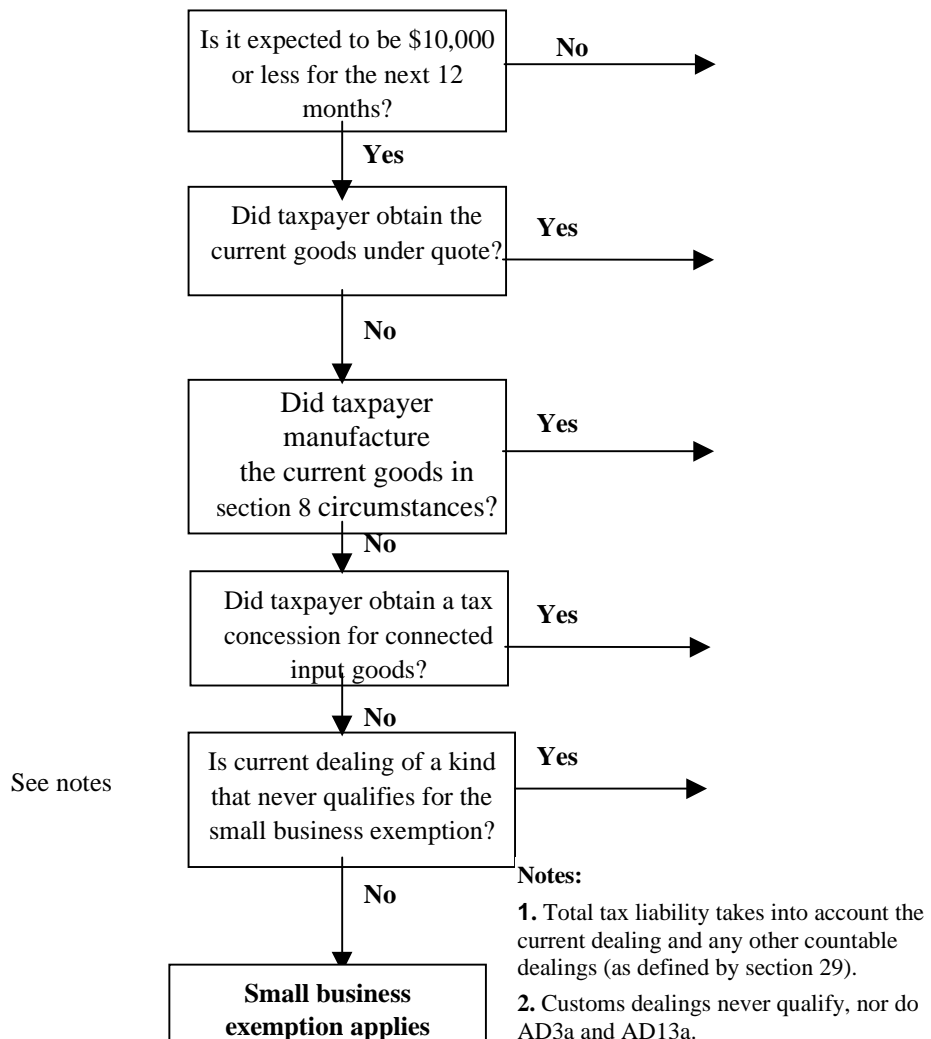 Is it expected to be $10,000
or less for the next 12
months?
No
Yes
Did taxpayer obtain the
current goods under quote?
Yes
No
Did taxpayer
manufacture
the current goods in
section 8 circumstances?
Yes
No
Did taxpayer obtain a tax
concession for connected
input goods?
Yes
No
See notes
Is current dealing of a kind
that never qualifies for the
small business exemption?
Yes
No
Small business
exemption applies
Notes:
1. Total tax liability takes into account the
current dealing and any other countable
dealings (as defined by section 29).
2. Customs dealings never qualify, nor do
AD3a and AD13a.